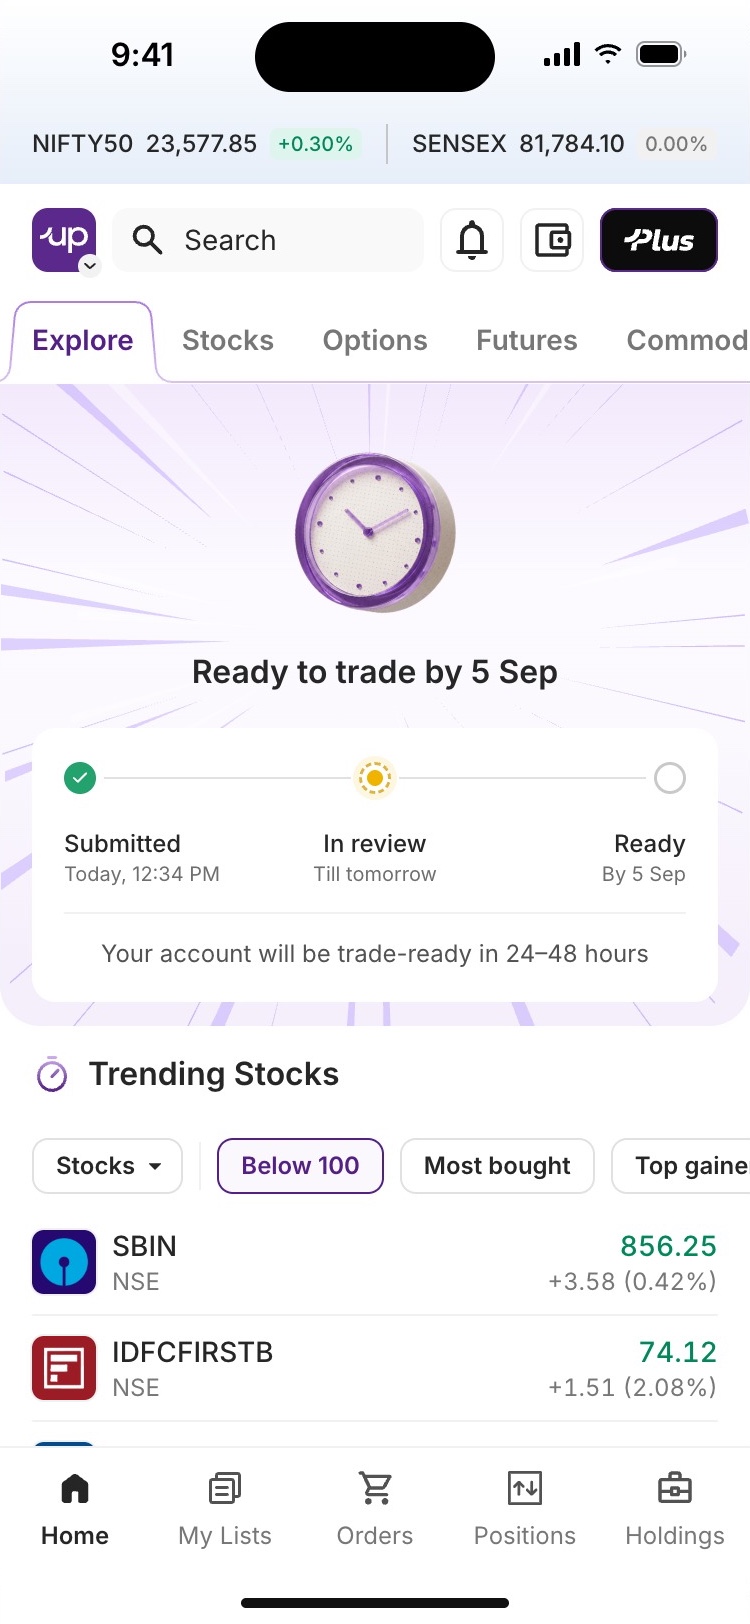 9:41
NIFTY50 23,577.85 +0.30% SENSEX 81,784.10 0.00%
up Search Plus
Explore Stocks Options Futures Commod
Ready to trade by 5 Sep
Submitted In review Ready
Today, 12:34 PM Till tomorrow By 5 Sep
Your account will be trade-ready in 24–48 hours
Trending Stocks
Stocks Below 100 Most bought Top gaine
SBIN 856.25
NSE +3.58 (0.42%)
IDFCFIRSTB 74.12
NSE +1.51 (2.08%)
Home My Lists Orders Positions Holdings